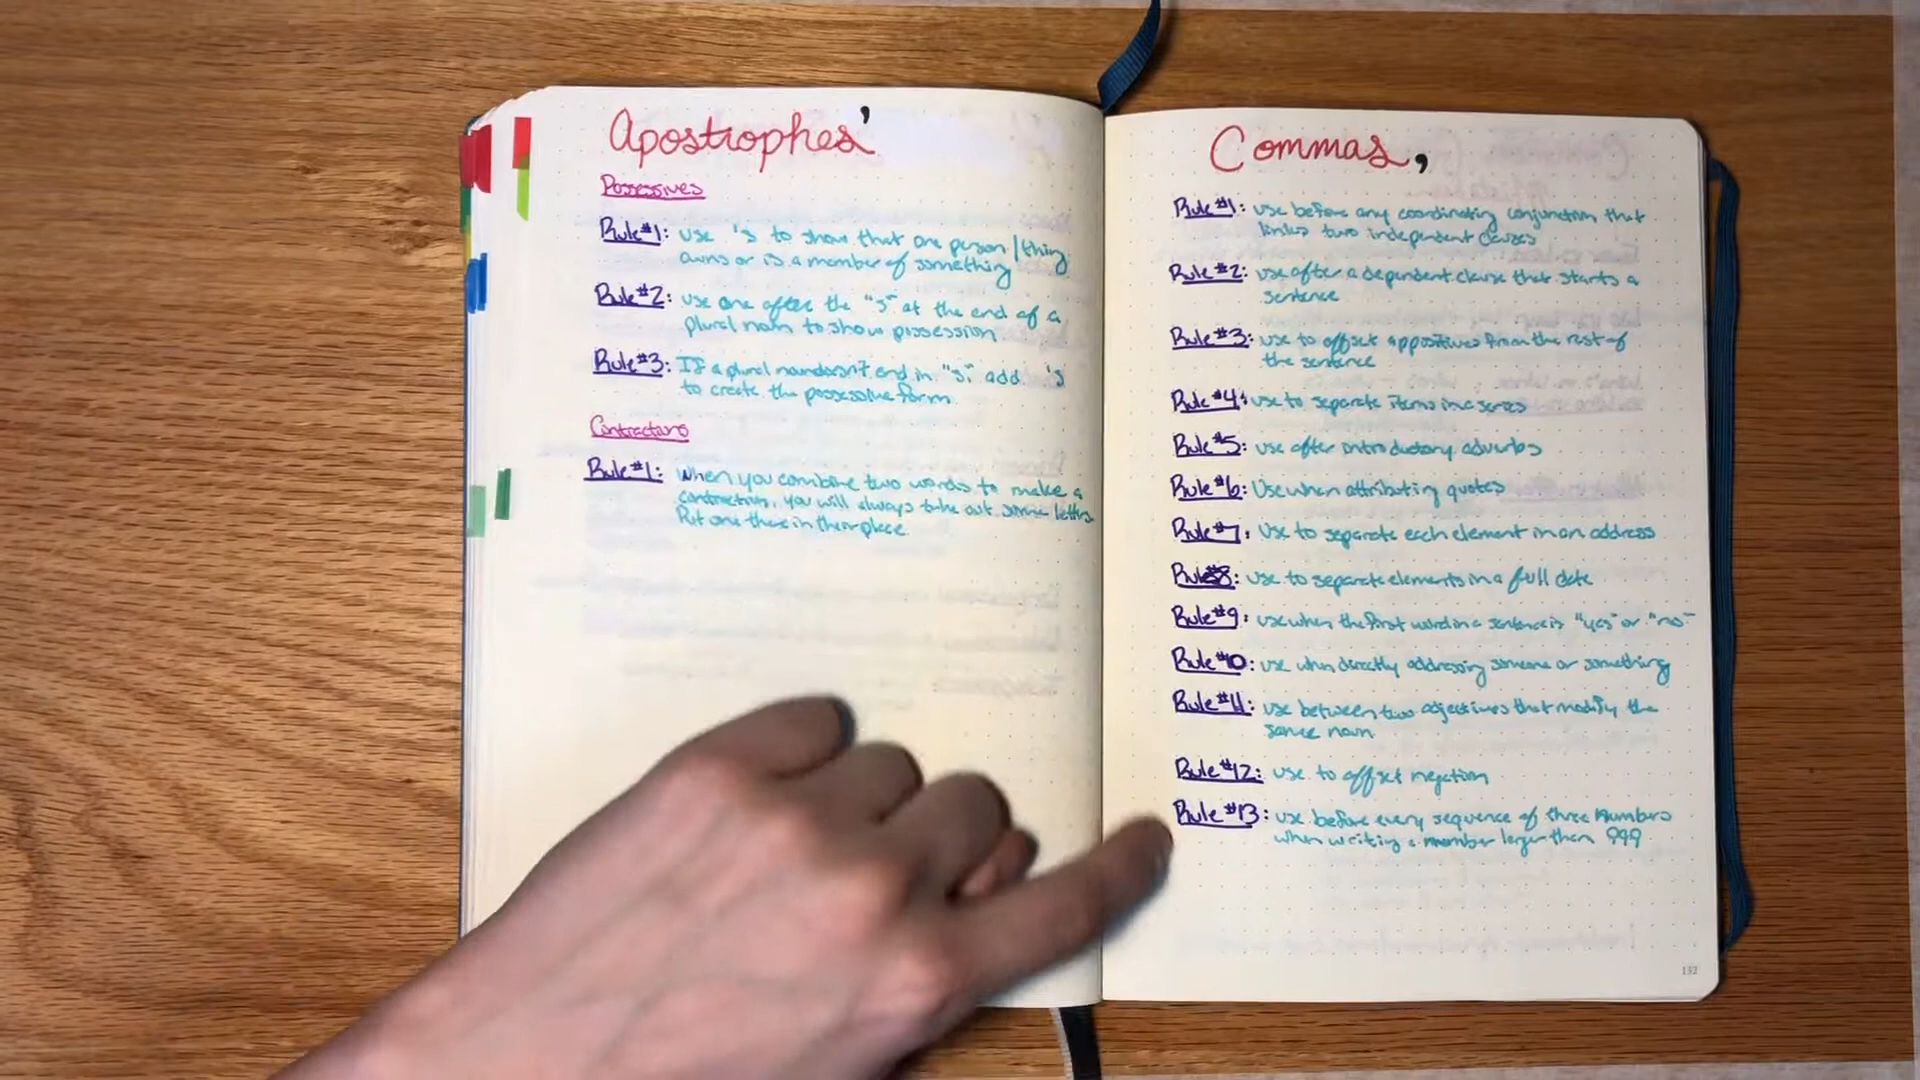 Apostrophes'
Possessives
Rule #1: use 's to show that one person/thing
owns or is a member of something
Rule #2: use one after the "s" at the end of a
plural noun to show possession
Rule #3: If a plural noun doesn't end in "s", add 's
to create the possessive form
Contractions
Rule #1: When you combine two words to make a
contraction, you will always take out some letters
Put one there in their place.
Commas,
Rule #1: use before any coordinating conjunction that
links two independent clauses
Rule #2: use after a dependent clause that starts a
sentence
Rule #3: use to offset appositives from the rest of
the sentence
Rule #4: use to separate items in a series
Rule #5: use after introductory adverbs
Rule #6: Use when attributing quotes
Rule #7: Use to separate each element in an address
Rule #8: use to separate elements in a full date
Rule #9: use when the first word in a sentence is "yes" or "no"
Rule #10: use when directly addressing someone or something
Rule #11: use between two adjectives that modify the
same noun
Rule #12: use to offset negation
Rule #13: use before every sequence of three numbers
when writing a number larger than 999
132